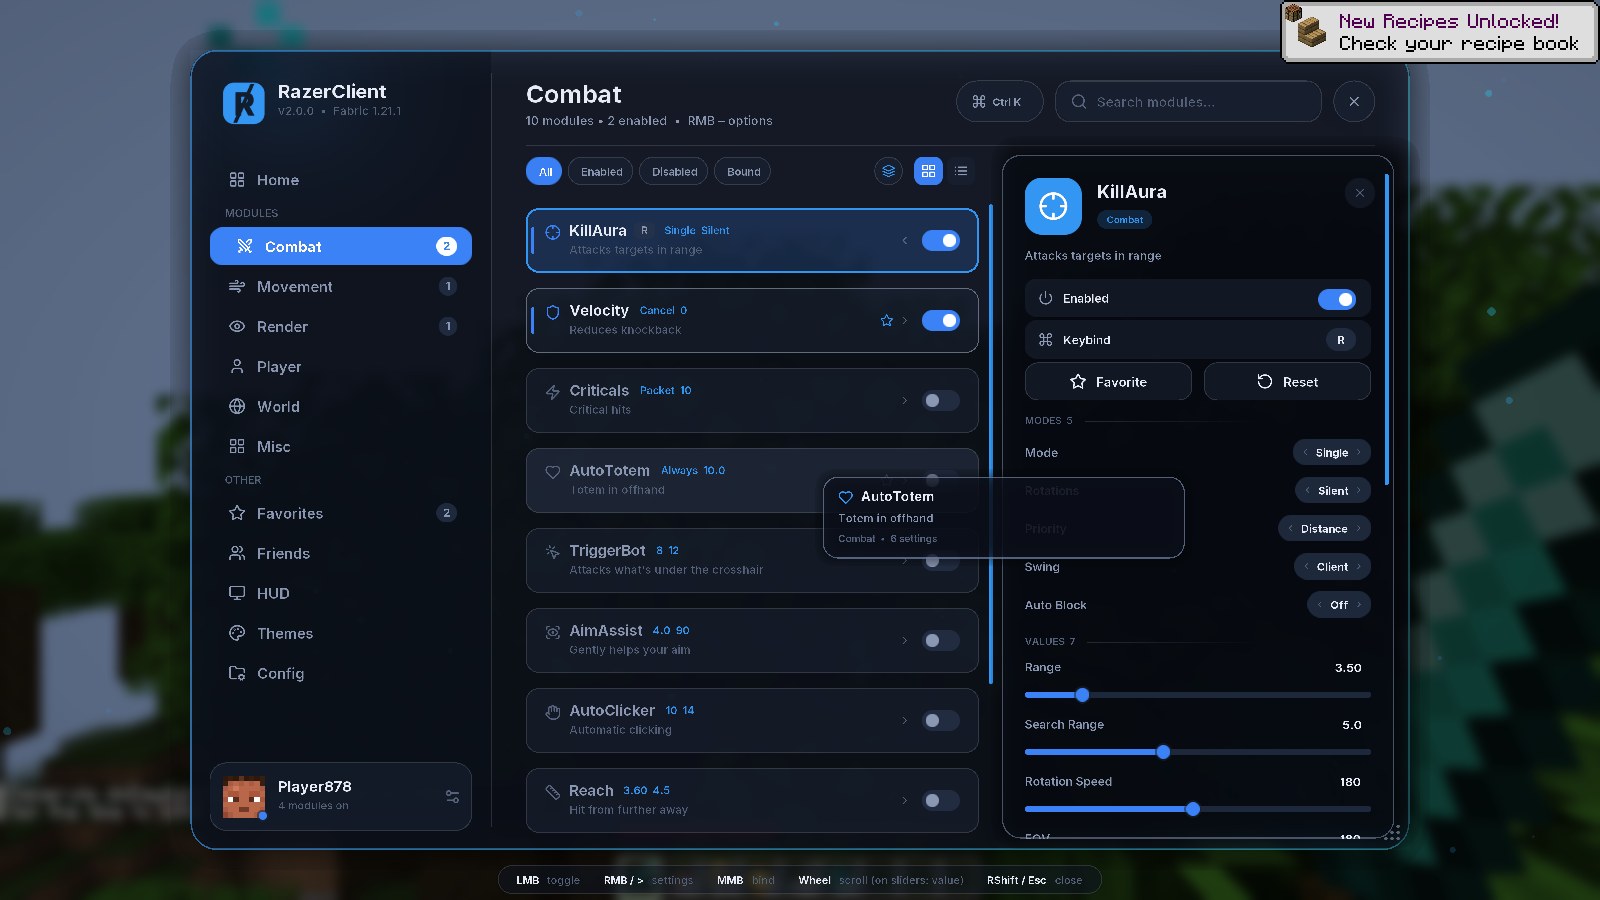 New Recipes Unlocked!
Check your recipe book
RazerClient
v2.0.0 • Fabric 1.21.1
Home
MODULES
Combat 2
Movement 1
Render 1
Player
World
Misc
OTHER
Favorites 2
Friends
HUD
Themes
Config
Player878
4 modules on
Combat
10 modules • 2 enabled • RMB – options
Ctrl K
Search modules...
All Enabled Disabled Bound
KillAura R Single Silent
Attacks targets in range
Velocity Cancel 0
Reduces knockback
Criticals Packet 10
Critical hits
AutoTotem Always 10.0
Totem in offhand
TriggerBot 8 12
Attacks what's under the crosshair
AimAssist 4.0 90
Gently helps your aim
AutoClicker 10 14
Automatic clicking
Reach 3.60 4.5
Hit from further away
AutoTotem
Totem in offhand
Combat • 6 settings
KillAura
Combat
Attacks targets in range
Enabled
Keybind R
Favorite Reset
MODES 5
Mode Single
Rotations Silent
Priority Distance
Swing Client
Auto Block Off
VALUES 7
Range 3.50
Search Range 5.0
Rotation Speed 180
FOV 180
LMB toggle RMB / > settings MMB bind Wheel scroll (on sliders: value) RShift / Esc close